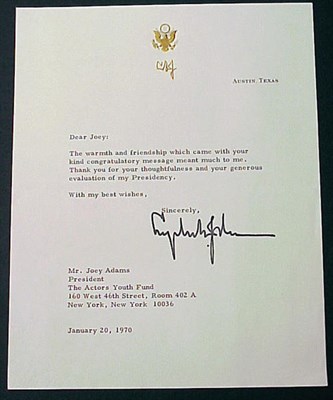 LBJ
AUSTIN TEXAS
Dear Joey:
The warmth and friendship which came with your
kind congratulatory message meant much to me.
Thank you for your thoughtfulness and your generous
evaluation of my Presidency.
With my best wishes,
Sincerely,
Lyndon B. Johnson
Mr. Joey Adams
President
The Actors Youth Fund
160 West 46th Street, Room 402 A
New York, New York 10036
January 20, 1970